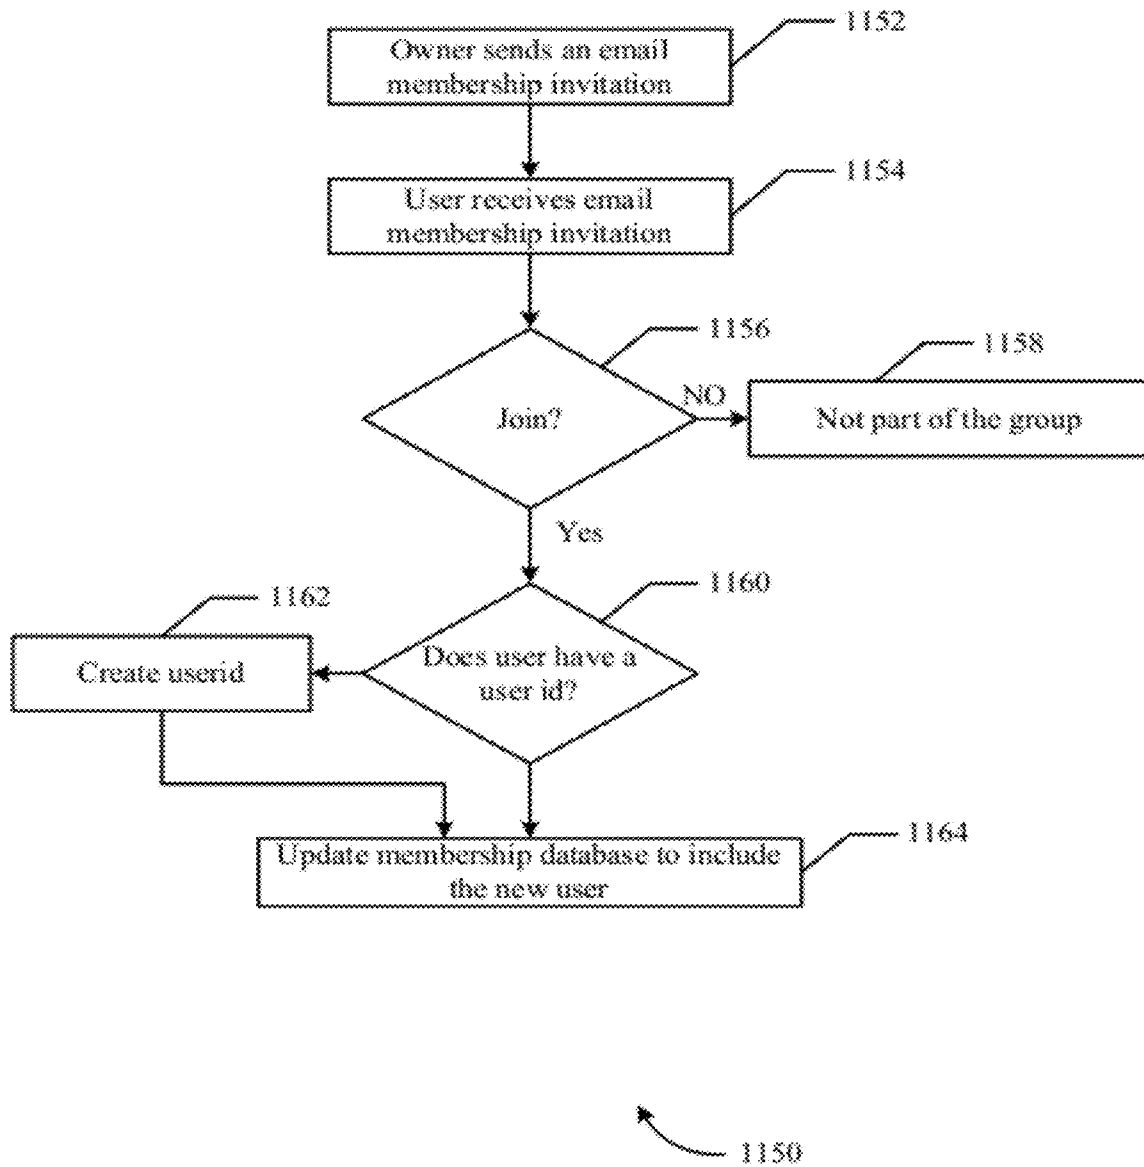 1152
Owner sends an email
membership invitation
1154
User receives email
membership invitation
1156
1158
NO
Join?
Not part of the group
Yes
1160
1162
Does user have a
user id?
Create userid
1164
Update membership database to include
the new user
1150